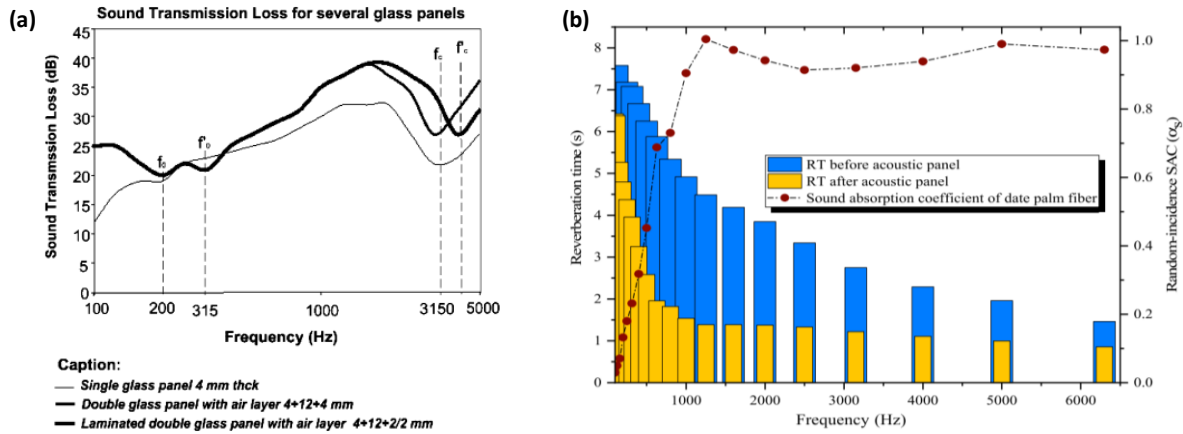 (a)
Sound Transmission Loss for several glass panels
Sound Transmssion Loss (dB)
45
40
35
30
25
20
15
10
5
0
f₀
f'₀
f꜀
f'꜀
100
200
315
1000
3150
5000
Frequency (Hz)
Caption:
Single glass panel 4 mm thck
Double glass panel with air layer 4+12+4 mm
Laminated double glass panel with air layer 4+12+2/2 mm
(b)
Reverberation time (s)
8
7
6
5
4
3
2
1
0
RT before acoustic panel
RT after acoustic panel
Sound absorption coefficient of date palm fiber
1.0
0.8
0.6
0.4
0.2
0.0
Random-incidence SAC (αs)
1000
2000
3000
4000
5000
6000
Frequency (Hz)